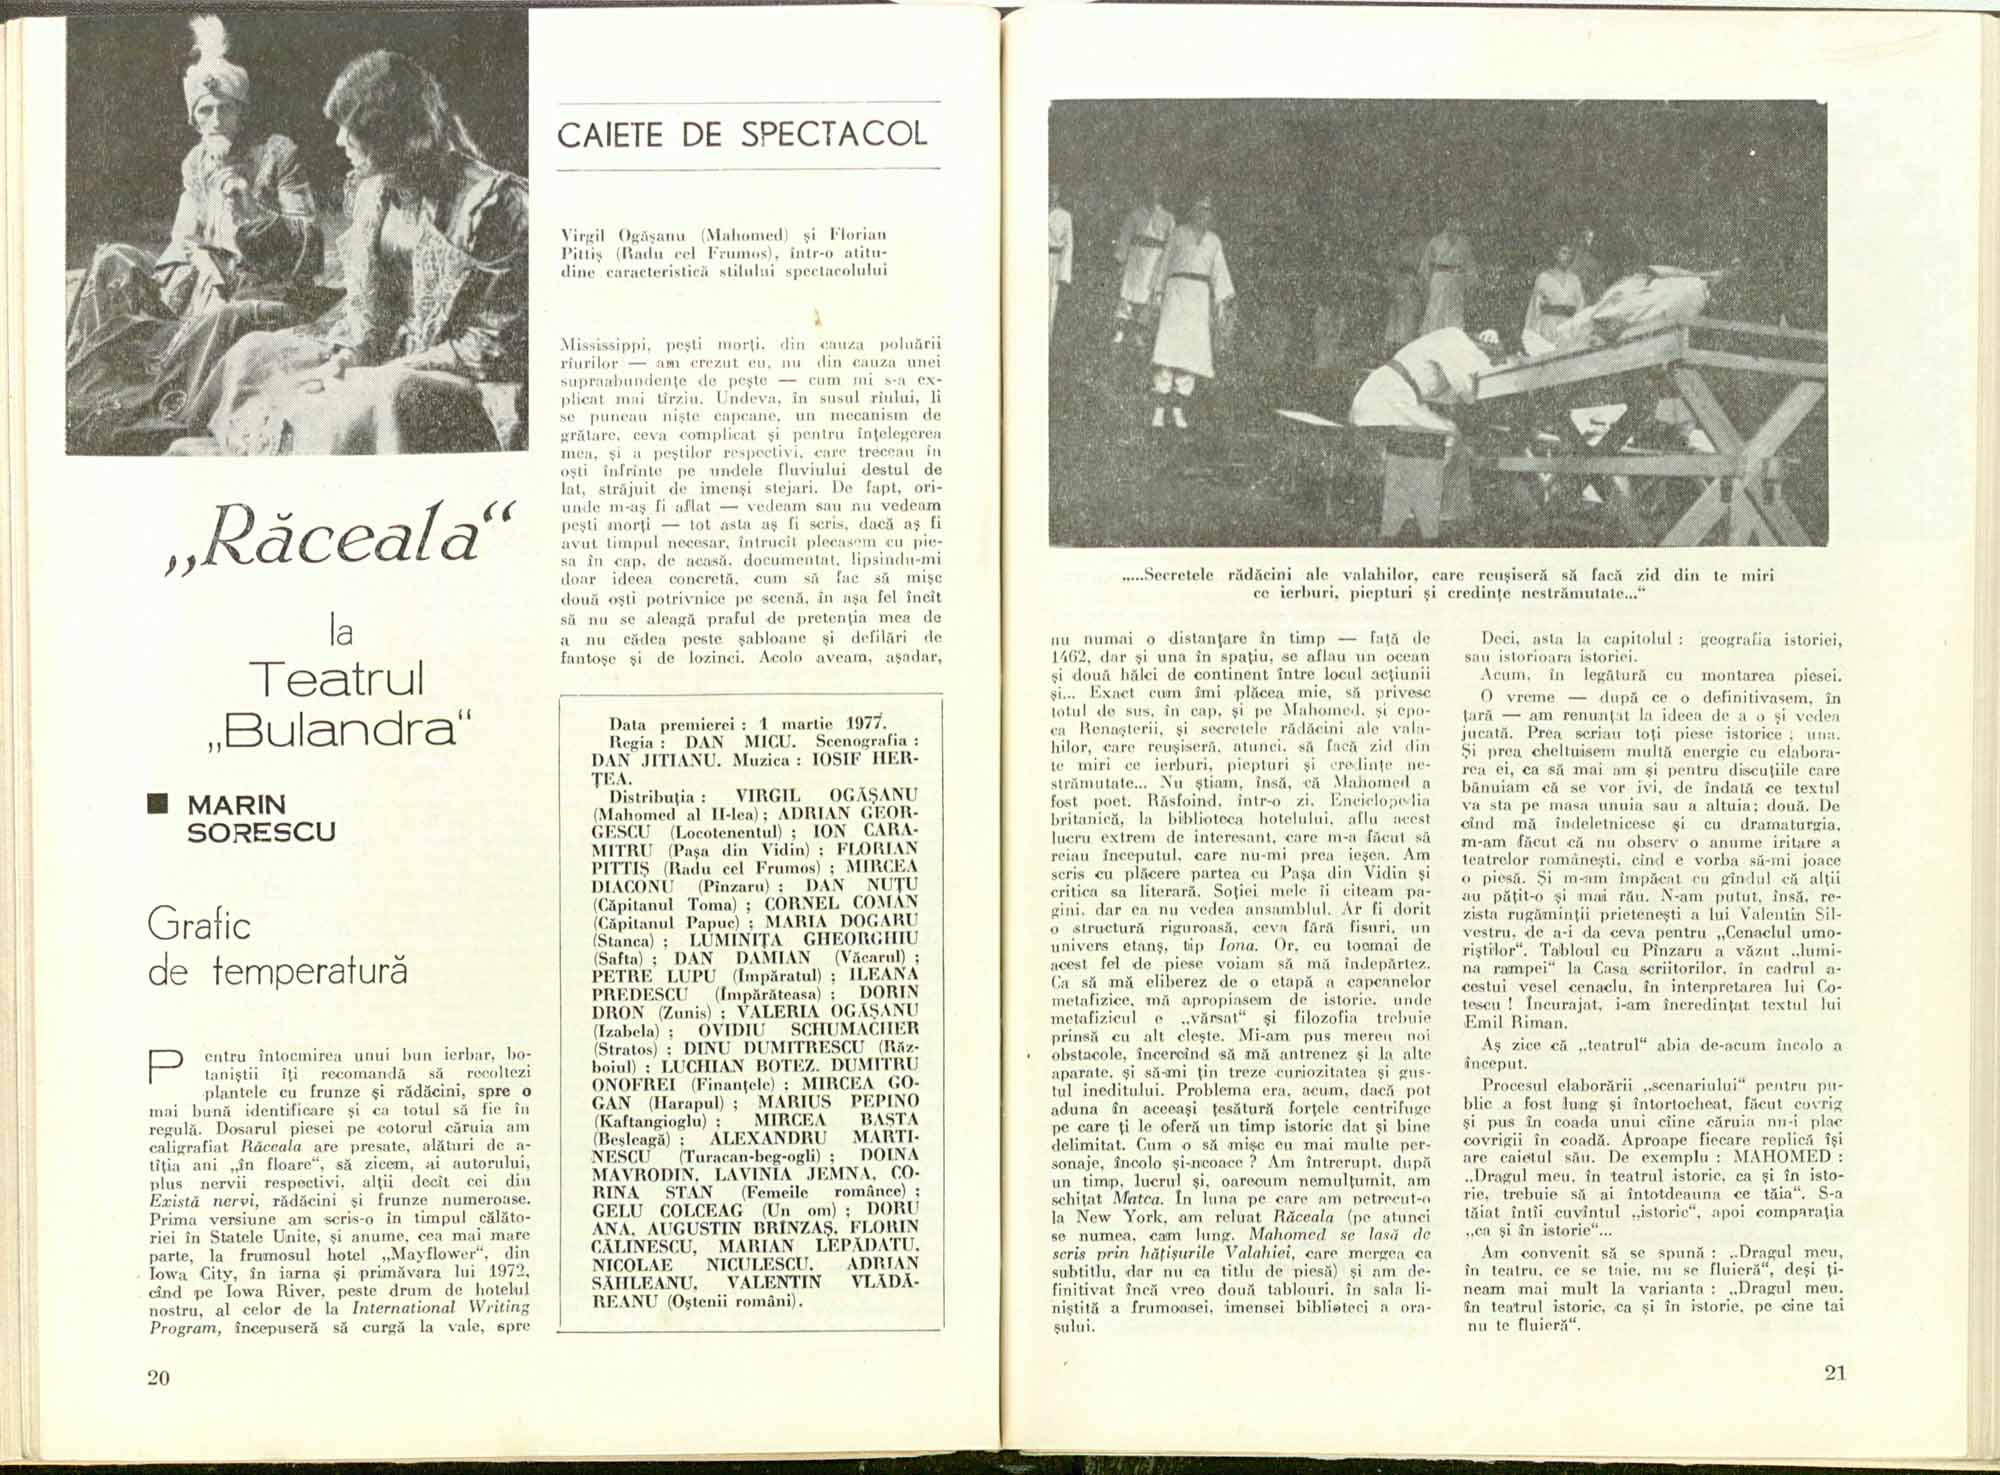 CAIETE DE SPECTACOL
Virgil Ogășanu (Mahomed) și Florian
Pittiș (Radu cel Frumos), într-o atitu-
dine caracteristică stilului spectacolului
„Răceala“
la
Teatrul
„Bulandra“
■ MARIN
SORESCU
Grafic
de temperatură
Pentru întocmirea unui bun ierbar, bo-
taniștii îți recomandă să recoltezi
plantele cu frunze și rădăcini, spre o
mai bună identificare și ca totul să fie în
regulă. Dosarul piesei pe cotorul căruia am
caligrafiat Răceala are presate, alături de a-
tîția ani „în floare“, să zicem, ai autorului,
plus nervii respectivi, alții decît cei din
Există nervi, rădăcini și frunze numeroase.
Prima versiune am scris-o în timpul călăto-
riei în Statele Unite, și anume, cea mai mare
parte, la frumosul hotel „Mayflower“, din
Iowa City, în iarna și primăvara lui 1972,
cînd pe Iowa River, peste drum de hotelul
nostru, al celor de la International Writing
Program, începuseră să curgă la vale, spre
Mississippi, pești morți, din cauza poluării
rîurilor — am crezut eu, nu din cauza unei
supraabundențe de pește — cum mi s-a ex-
plicat mai tîrziu. Undeva, în susul rîului, li
se puneau niște capcane, un mecanism de
grătare, ceva complicat și pentru înțelegerea
mea, și a peștilor respectivi, care treceau în
oști înfrînte pe undele fluviului destul de
lat, străjuit de imenși stejari. De fapt, ori-
unde m-aș fi aflat — vedeam sau nu vedeam
pești morți — tot asta aș fi scris, dacă aș fi
avut timpul necesar, întrucît plecasem cu pie-
sa în cap, de acasă, documentat, lipsindu-mi
doar ideea concretă, cum să fac să mișc
două oști potrivnice pe scenă, în așa fel încît
să nu se aleagă praful de pretenția mea de
a nu cădea peste șabloane și defilări de
fantoșe și de lozinci. Acolo aveam, așadar,
Data premierei : 1 martie 1977.
Regia : DAN MICU. Scenografia :
DAN JITIANU. Muzica : IOSIF HER-
ȚEA.
Distribuția : VIRGIL OGĂȘANU
(Mahomed al II-lea) ; ADRIAN GEOR-
GESCU (Locotenentul) ; ION CARA-
MITRU (Pașa din Vidin) ; FLORIAN
PITTIȘ (Radu cel Frumos) ; MIRCEA
DIACONU (Pînzaru) ; DAN NUȚU
(Căpitanul Toma) ; CORNEL COMAN
(Căpitanul Papuc) ; MARIA DOGARU
(Stanca) ; LUMINIȚA GHEORGHIU
(Safta) ; DAN DAMIAN (Văcarul) ;
PETRE LUPU (Împăratul) ; ILEANA
PREDESCU (Împărăteasa) ; DORIN
DRON (Zunis) ; VALERIA OGĂȘANU
(Izabela) ; OVIDIU SCHUMACHER
(Stratos) ; DINU DUMITRESCU (Răz-
boiul) ; LUCHIAN BOTEZ, DUMITRU
ONOFREI (Finanțele) ; MIRCEA GO-
GAN (Harapul) ; MARIUS PEPINO
(Kaftangioglu) ; MIRCEA BASTA
(Beșleagă) ; ALEXANDRU MARTI-
NESCU (Turacan-beg-ogli) ; DOINA
MAVRODIN, LAVINIA JEMNA, CO-
RINA STAN (Femeile române) ;
GELU COLCEAG (Un om) ; DORU
ANA, AUGUSTIN BRÎNZAȘ, FLORIN
CĂLINESCU, MARIAN LEPĂDATU,
NICOLAE NICULESCU, ADRIAN
SĂHLEANU, VALENTIN VLĂDĂ-
REANU (Oștenii români).
20
„...Secretele rădăcini ale valahilor, care reușiseră să facă zid din te miri
ce ierburi, piepturi și credințe nestrămutate...“
nu numai o distanțare în timp — față de
1462, dar și una în spațiu, se aflau un ocean
și două hălci de continent între locul acțiunii
și... Exact cum îmi plăcea mie, să privesc
totul de sus, în cap, și pe Mahomed, și epo-
ca Renașterii, și secretele rădăcini ale vala-
hilor, care reușiseră, atunci, să facă zid din
te miri ce ierburi, piepturi și credințe ne-
strămutate... Nu știam, însă, că Mahomed a
fost poet. Răsfoind, într-o zi, Enciclopedia
britanică, la biblioteca hotelului, aflu acest
lucru extrem de interesant, care m-a făcut să
reiau începutul, care nu-mi prea ieșea. Am
scris cu plăcere partea cu Pașa din Vidin și
critica sa literară. Soției mele îi citeam pa-
gini, dar ea nu vedea ansamblul. Ar fi dorit
o structură riguroasă, ceva fără fisuri, un
univers etanș, tip Iona. Or, eu tocmai de
acest fel de piese voiam să mă îndepărtez.
Ca să mă eliberez de o etapă a capcanelor
metafizice, mă apropiasem de istorie, unde
metafizicul e „vărsat“ și filozofia trebuie
prinsă cu alt clește. Mi-am pus mereu noi
obstacole, încercînd să mă antrenez și la alte
aparate, și să-mi țin treze curiozitatea și gus-
tul ineditului. Problema era, acum, dacă pot
aduna în aceeași țesătură forțele centrifuge
pe care ți le oferă un timp istoric dat și bine
delimitat. Cum o să mișc cu mai multe per-
sonaje, încolo și-ncoace ? Am întrerupt, după
un timp, lucrul și, oarecum nemulțumit, am
schițat Matca. În luna pe care am petrecut-o
la New York, am reluat Răceala (pe atunci
se numea, cam lung, Mahomed se lasă de
scris prin hățișurile Valahiei, care mergea ca
subtitlu, dar nu ca titlu de piesă) și am de-
finitivat încă vreo două tablouri, în sala li-
niștită a frumoasei, imensei biblioteci a ora-
șului.
Deci, asta la capitolul : geografia istoriei,
sau istorioara istoriei.
Acum, în legătură cu montarea piesei.
O vreme — după ce o definitivasem, în
țară — am renunțat la ideea de a o și vedea
jucată. Prea scriau toți piese istorice ; una.
Și prea cheltuisem multă energie cu elabora-
rea ei, ca să mai am și pentru discuțiile care
bănuiam că se vor ivi, de îndată ce textul
va sta pe masa unuia sau a altuia; două. De
cînd mă îndeletnicesc și cu dramaturgia,
m-am făcut că nu observ o anume iritare a
teatrelor românești, cînd e vorba să-mi joace
o piesă. Și m-am împăcat cu gîndul că alții
au pățit-o și mai rău. N-am putut, însă, re-
zista rugăminții prietenești a lui Valentin Sil-
vestru, de a-i da ceva pentru „Cenaclul umo-
riștilor“. Tabloul cu Pînzaru a văzut „lumi-
na rampei“ la Casa scriitorilor, în cadrul a-
cestui vesel cenaclu, în interpretarea lui Co-
tescu ! Încurajat, i-am încredințat textul lui
Emil Riman.
Aș zice că „teatrul“ abia de-acum încolo a
început.
Procesul elaborării „scenariului“ pentru pu-
blic a fost lung și întortocheat, făcut covrig
și pus în coada unui cîine căruia nu-i plac
covrigii în coadă. Aproape fiecare replică își
are caietul său. De exemplu : MAHOMED :
„Dragul meu, în teatrul istoric, ca și în isto-
rie, trebuie să ai întotdeauna ce tăia“. S-a
tăiat întîi cuvîntul „istoric“, apoi comparația
„ca și în istorie“...
Am convenit să se spună : „Dragul meu,
în teatru, ce se taie, nu se fluieră“, deși ți-
neam mai mult la varianta : „Dragul meu,
în teatrul istoric, ca și în istorie, pe cine tai
nu te fluieră“.
21